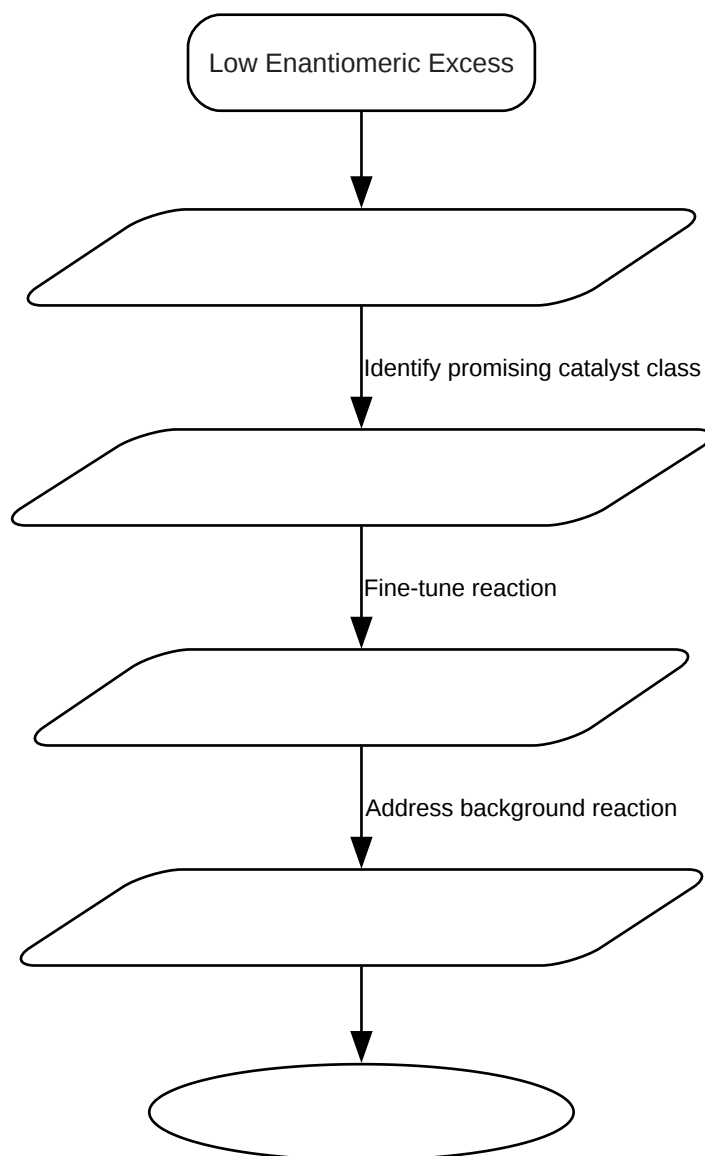 Low Enantiomeric Excess
Identify promising catalyst class
Fine-tune reaction
Address background reaction